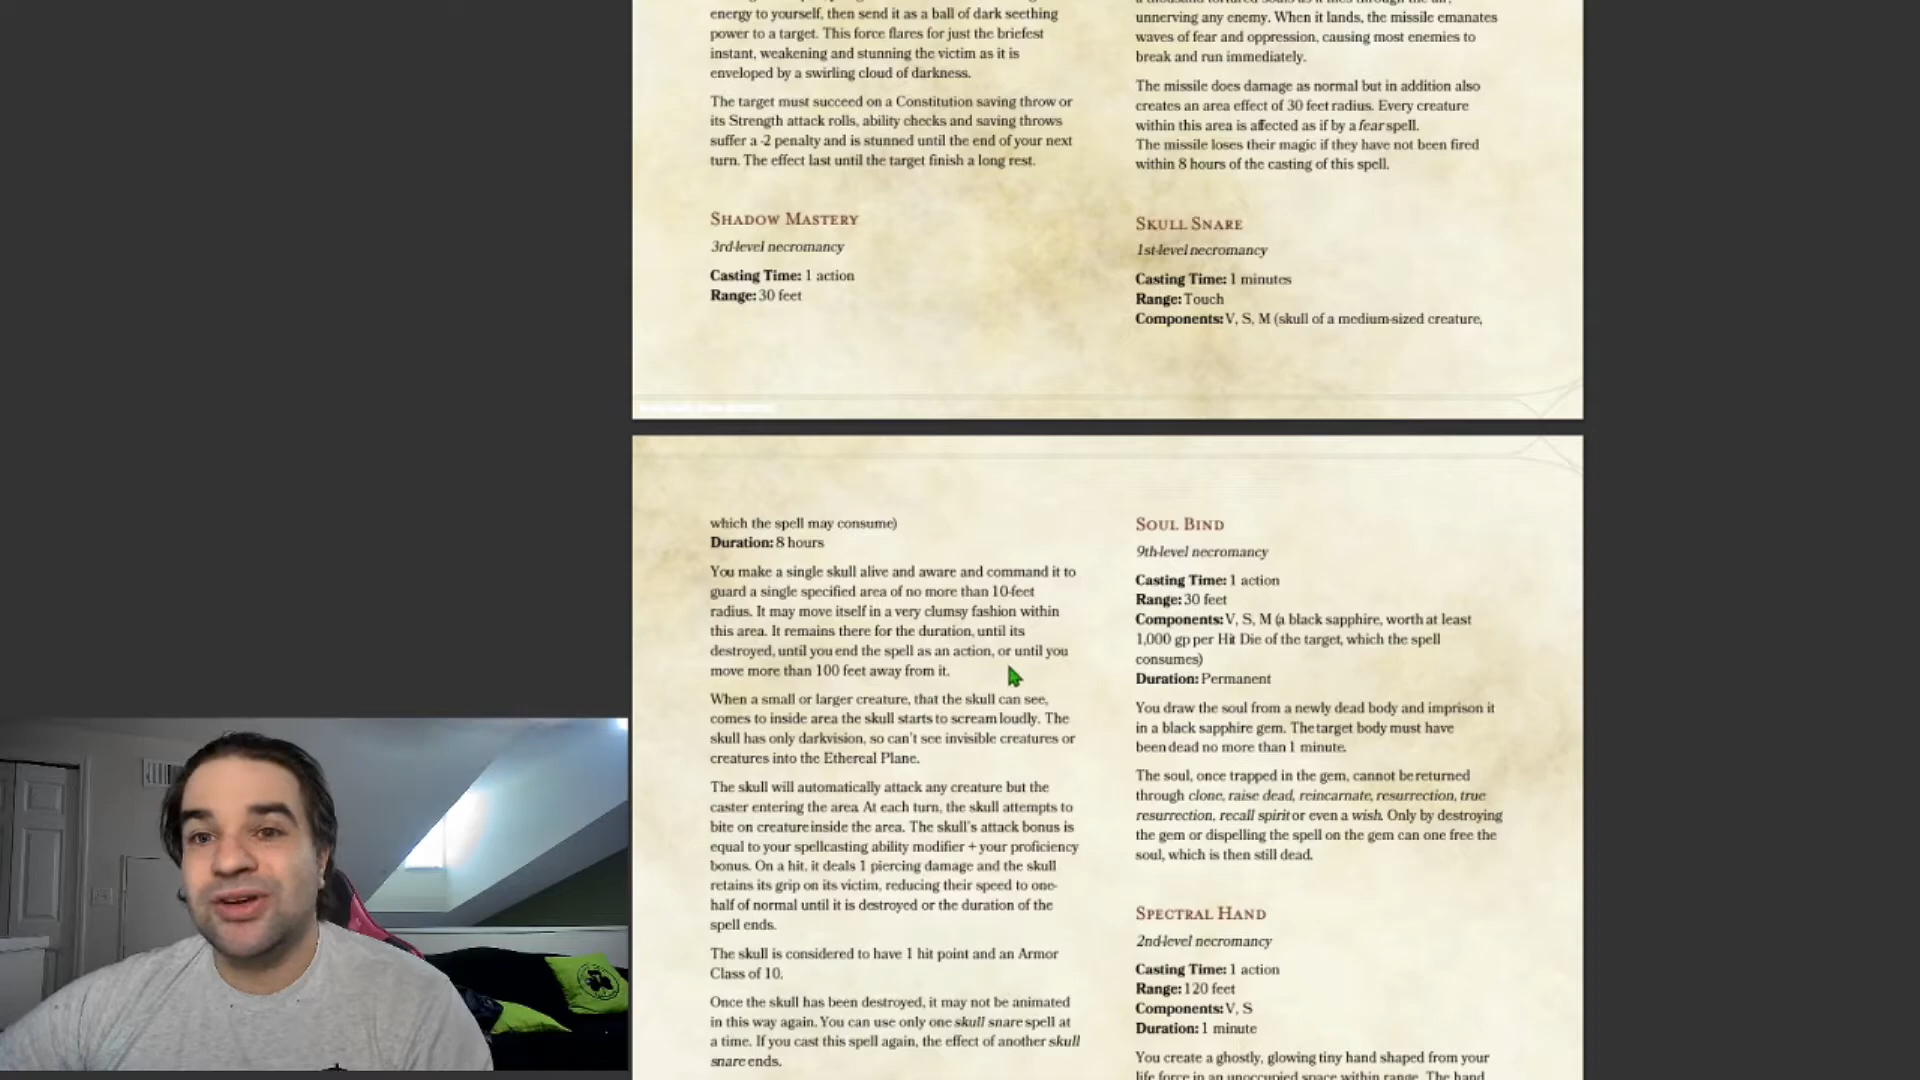 energy to yourself, then send it as a ball of dark seething
power to a target. This force flares for just the briefest
instant, weakening and stunning the victim as it is
enveloped by a swirling cloud of darkness.
The target must succeed on a Constitution saving throw or
its Strength attack rolls, ability checks and saving throws
suffer a -2 penalty and is stunned until the end of your next
turn. The effect last until the target finish a long rest.
SHADOW MASTERY
3rd-level necromancy
Casting Time: 1 action
Range: 30 feet
unnerving any enemy. When it lands, the missile emanates
waves of fear and oppression, causing most enemies to
break and run immediately.
The missile does damage as normal but in addition also
creates an area effect of 30 feet radius. Every creature
within this area is affected as if by a fear spell.
The missile loses their magic if they have not been fired
within 8 hours of the casting of this spell.
SKULL SNARE
1st-level necromancy
Casting Time: 1 minutes
Range: Touch
Components: V, S, M (skull of a medium-sized creature,
which the spell may consume)
Duration: 8 hours
You make a single skull alive and aware and command it to
guard a single specified area of no more than 10-feet
radius. It may move itself in a very clumsy fashion within
this area. It remains there for the duration, until its
destroyed, until you end the spell as an action, or until you
move more than 100 feet away from it.
When a small or larger creature, that the skull can see,
comes to inside area the skull starts to scream loudly. The
skull has only darkvision, so can't see invisible creatures or
creatures into the Ethereal Plane.
The skull will automatically attack any creature but the
caster entering the area. At each turn, the skull attempts to
bite on creature inside the area. The skull's attack bonus is
equal to your spellcasting ability modifier + your proficiency
bonus. On a hit, it deals 1 piercing damage and the skull
retains its grip on its victim, reducing their speed to one-
half of normal until it is destroyed or the duration of the
spell ends.
The skull is considered to have 1 hit point and an Armor
Class of 10.
Once the skull has been destroyed, it may not be animated
in this way again. You can use only one skull snare spell at
a time. If you cast this spell again, the effect of another skull
snare ends.
SOUL BIND
9th-level necromancy
Casting Time: 1 action
Range: 30 feet
Components: V, S, M (a black sapphire, worth at least
1,000 gp per Hit Die of the target, which the spell
consumes)
Duration: Permanent
You draw the soul from a newly dead body and imprison it
in a black sapphire gem. The target body must have
been dead no more than 1 minute.
The soul, once trapped in the gem, cannot be returned
through clone, raise dead, reincarnate, resurrection, true
resurrection, recall spirit or even a wish. Only by destroying
the gem or dispelling the spell on the gem can one free the
soul, which is then still dead.
SPECTRAL HAND
2nd-level necromancy
Casting Time: 1 action
Range: 120 feet
Components: V, S
Duration: 1 minute
You create a ghostly, glowing tiny hand shaped from your
life force in an unoccupied space within range. The hand